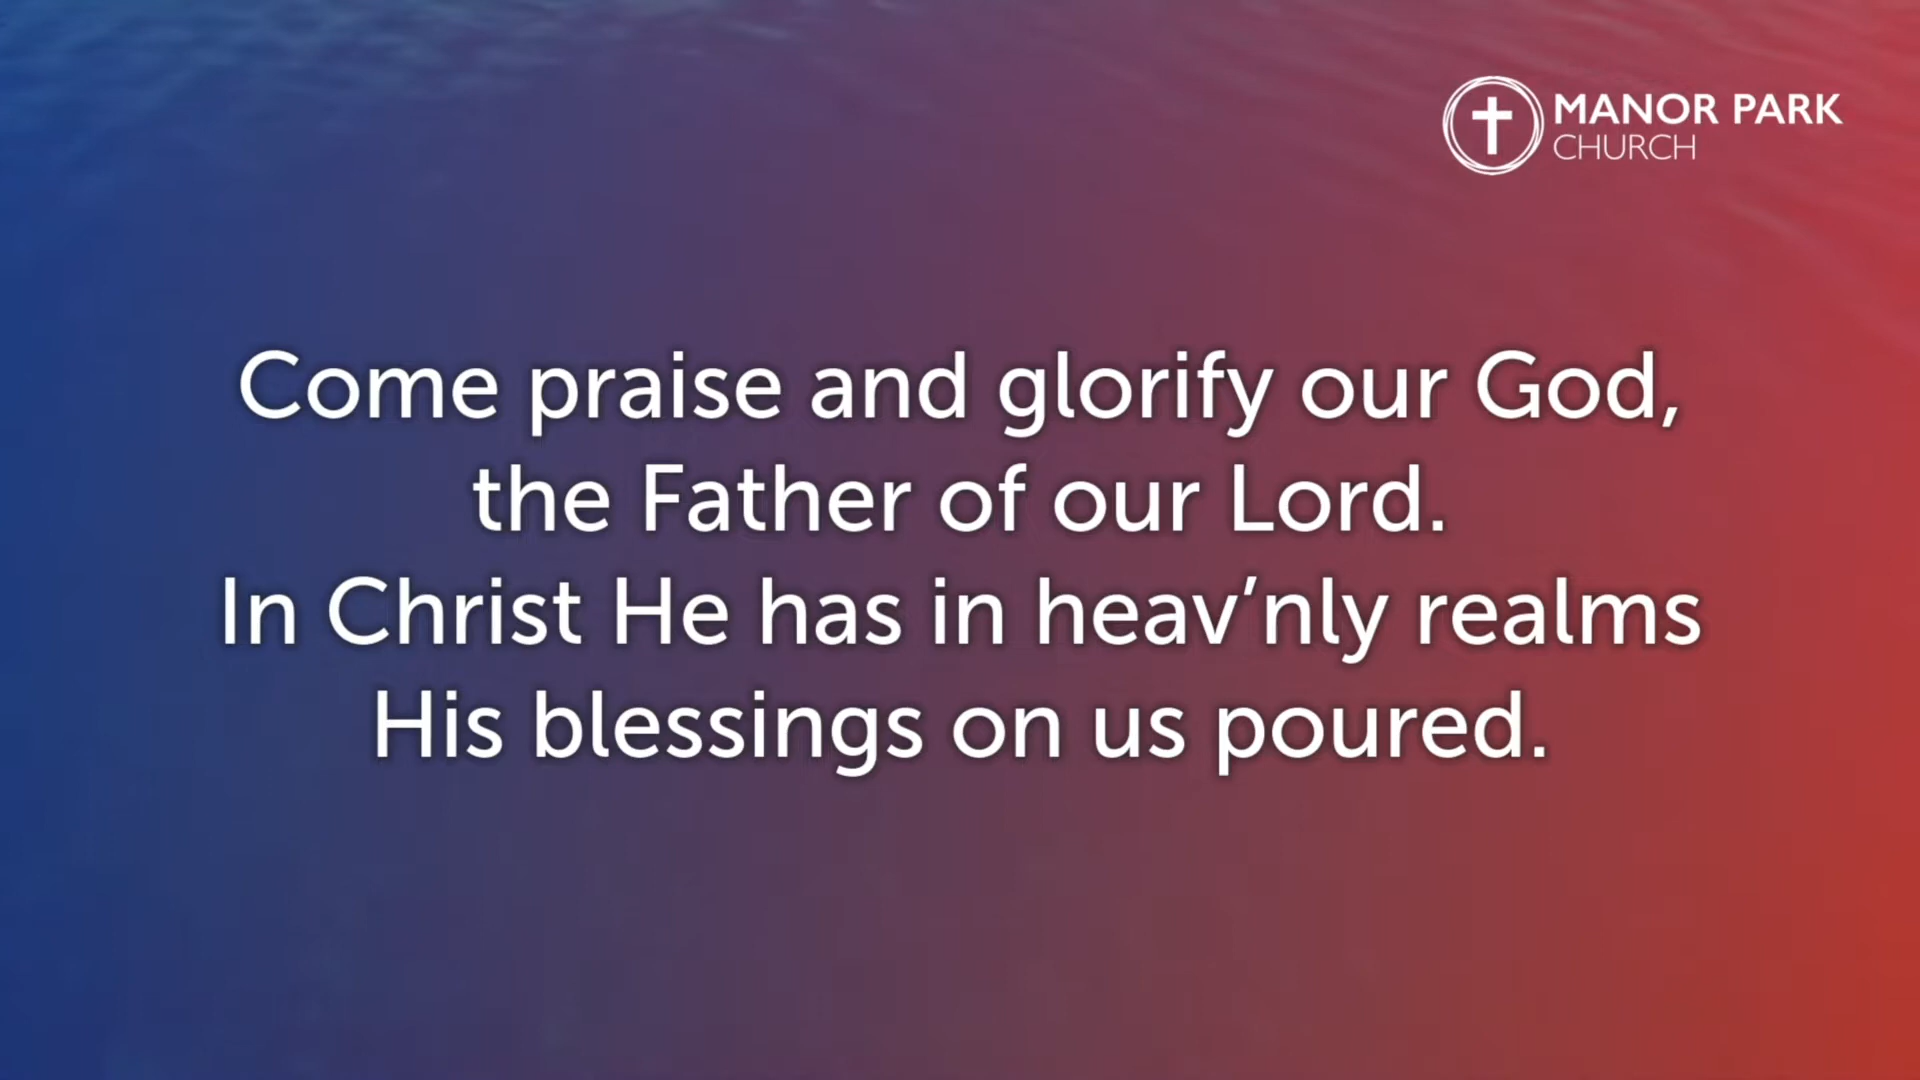 MANOR PARK
CHURCH
Come praise and glorify our God,
the Father of our Lord.
In Christ He has in heav’nly realms
His blessings on us poured.